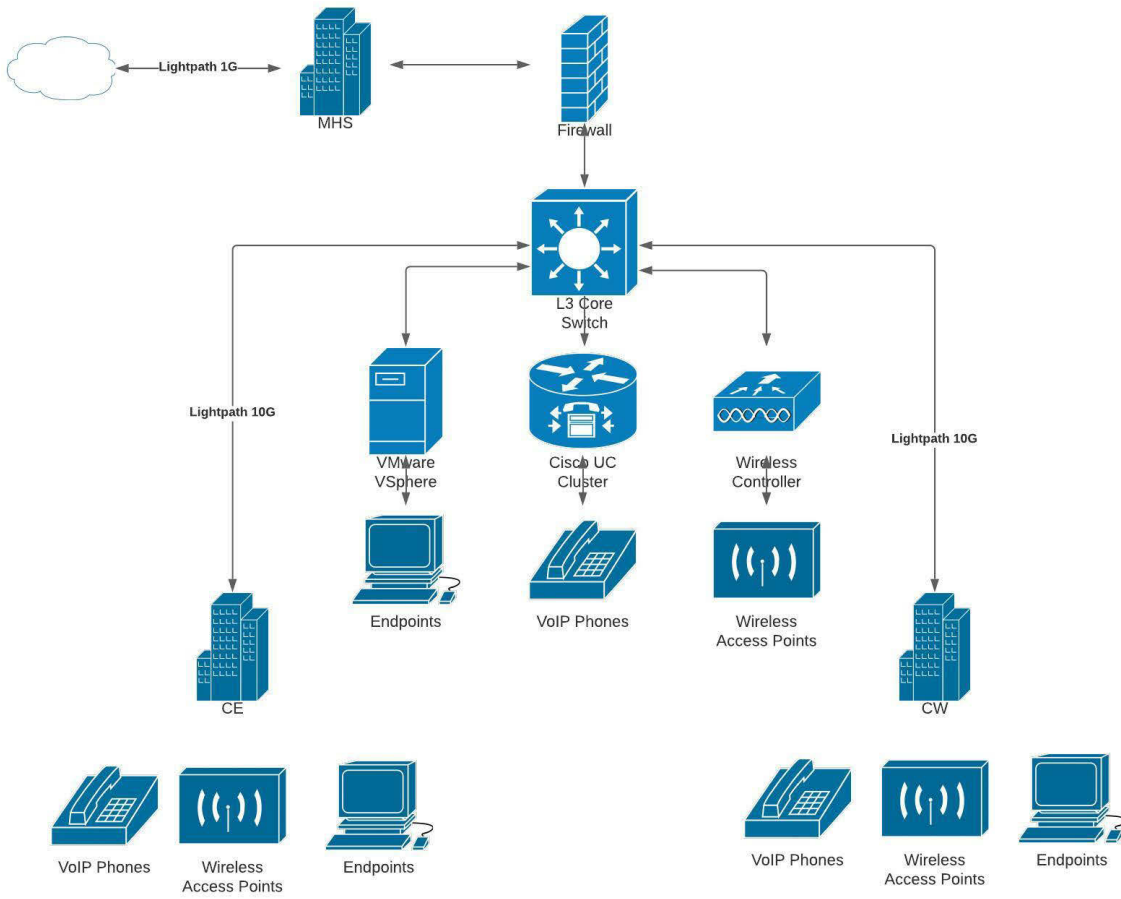 Lightpath 1G
MHS
Firewall
L3 Core
Switch
Lightpath 10G
Lightpath 10G
VMware
VSphere
Cisco UC
Cluster
Wireless
Controller
Endpoints
VoIP Phones
Wireless
Access Points
CE
CW
VoIP Phones
Wireless
Access Points
Endpoints
VoIP Phones
Wireless
Access Points
Endpoints